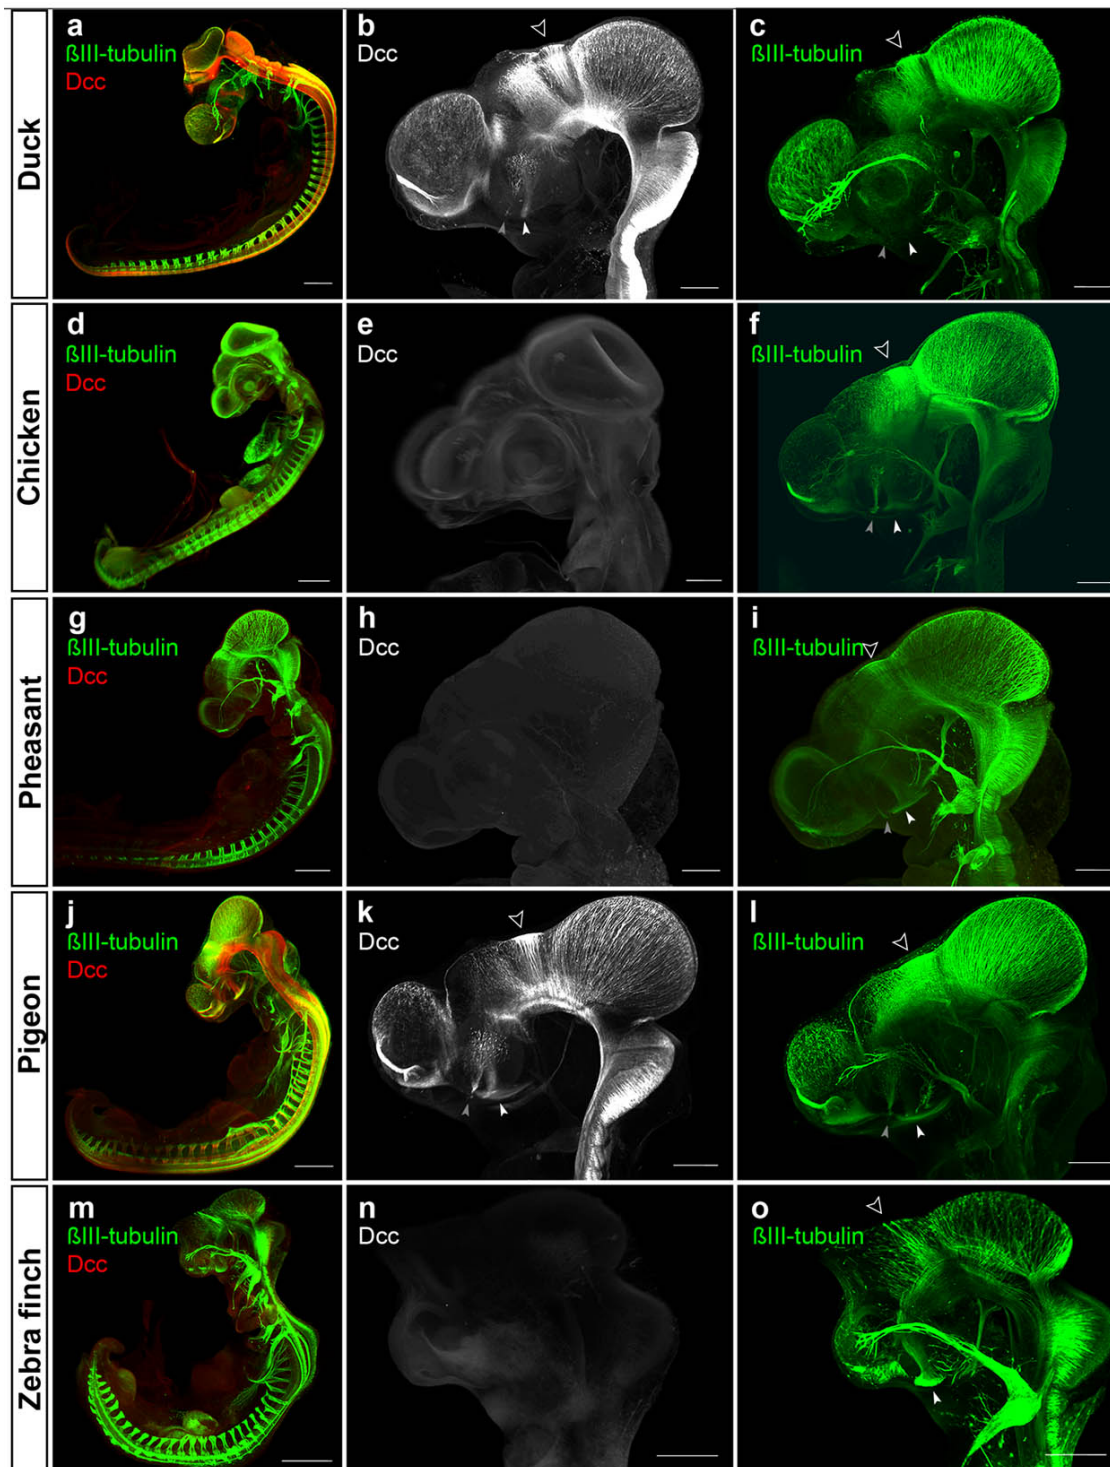 Duck
a
ßIII-tubulin
Dcc
b
Dcc
c
ßIII-tubulin
Chicken
d
ßIII-tubulin
Dcc
e
Dcc
f
ßIII-tubulin
Pheasant
g
ßIII-tubulin
Dcc
h
Dcc
i
ßIII-tubulin
Pigeon
j
ßIII-tubulin
Dcc
k
Dcc
l
ßIII-tubulin
Zebra finch
m
ßIII-tubulin
Dcc
n
Dcc
o
ßIII-tubulin